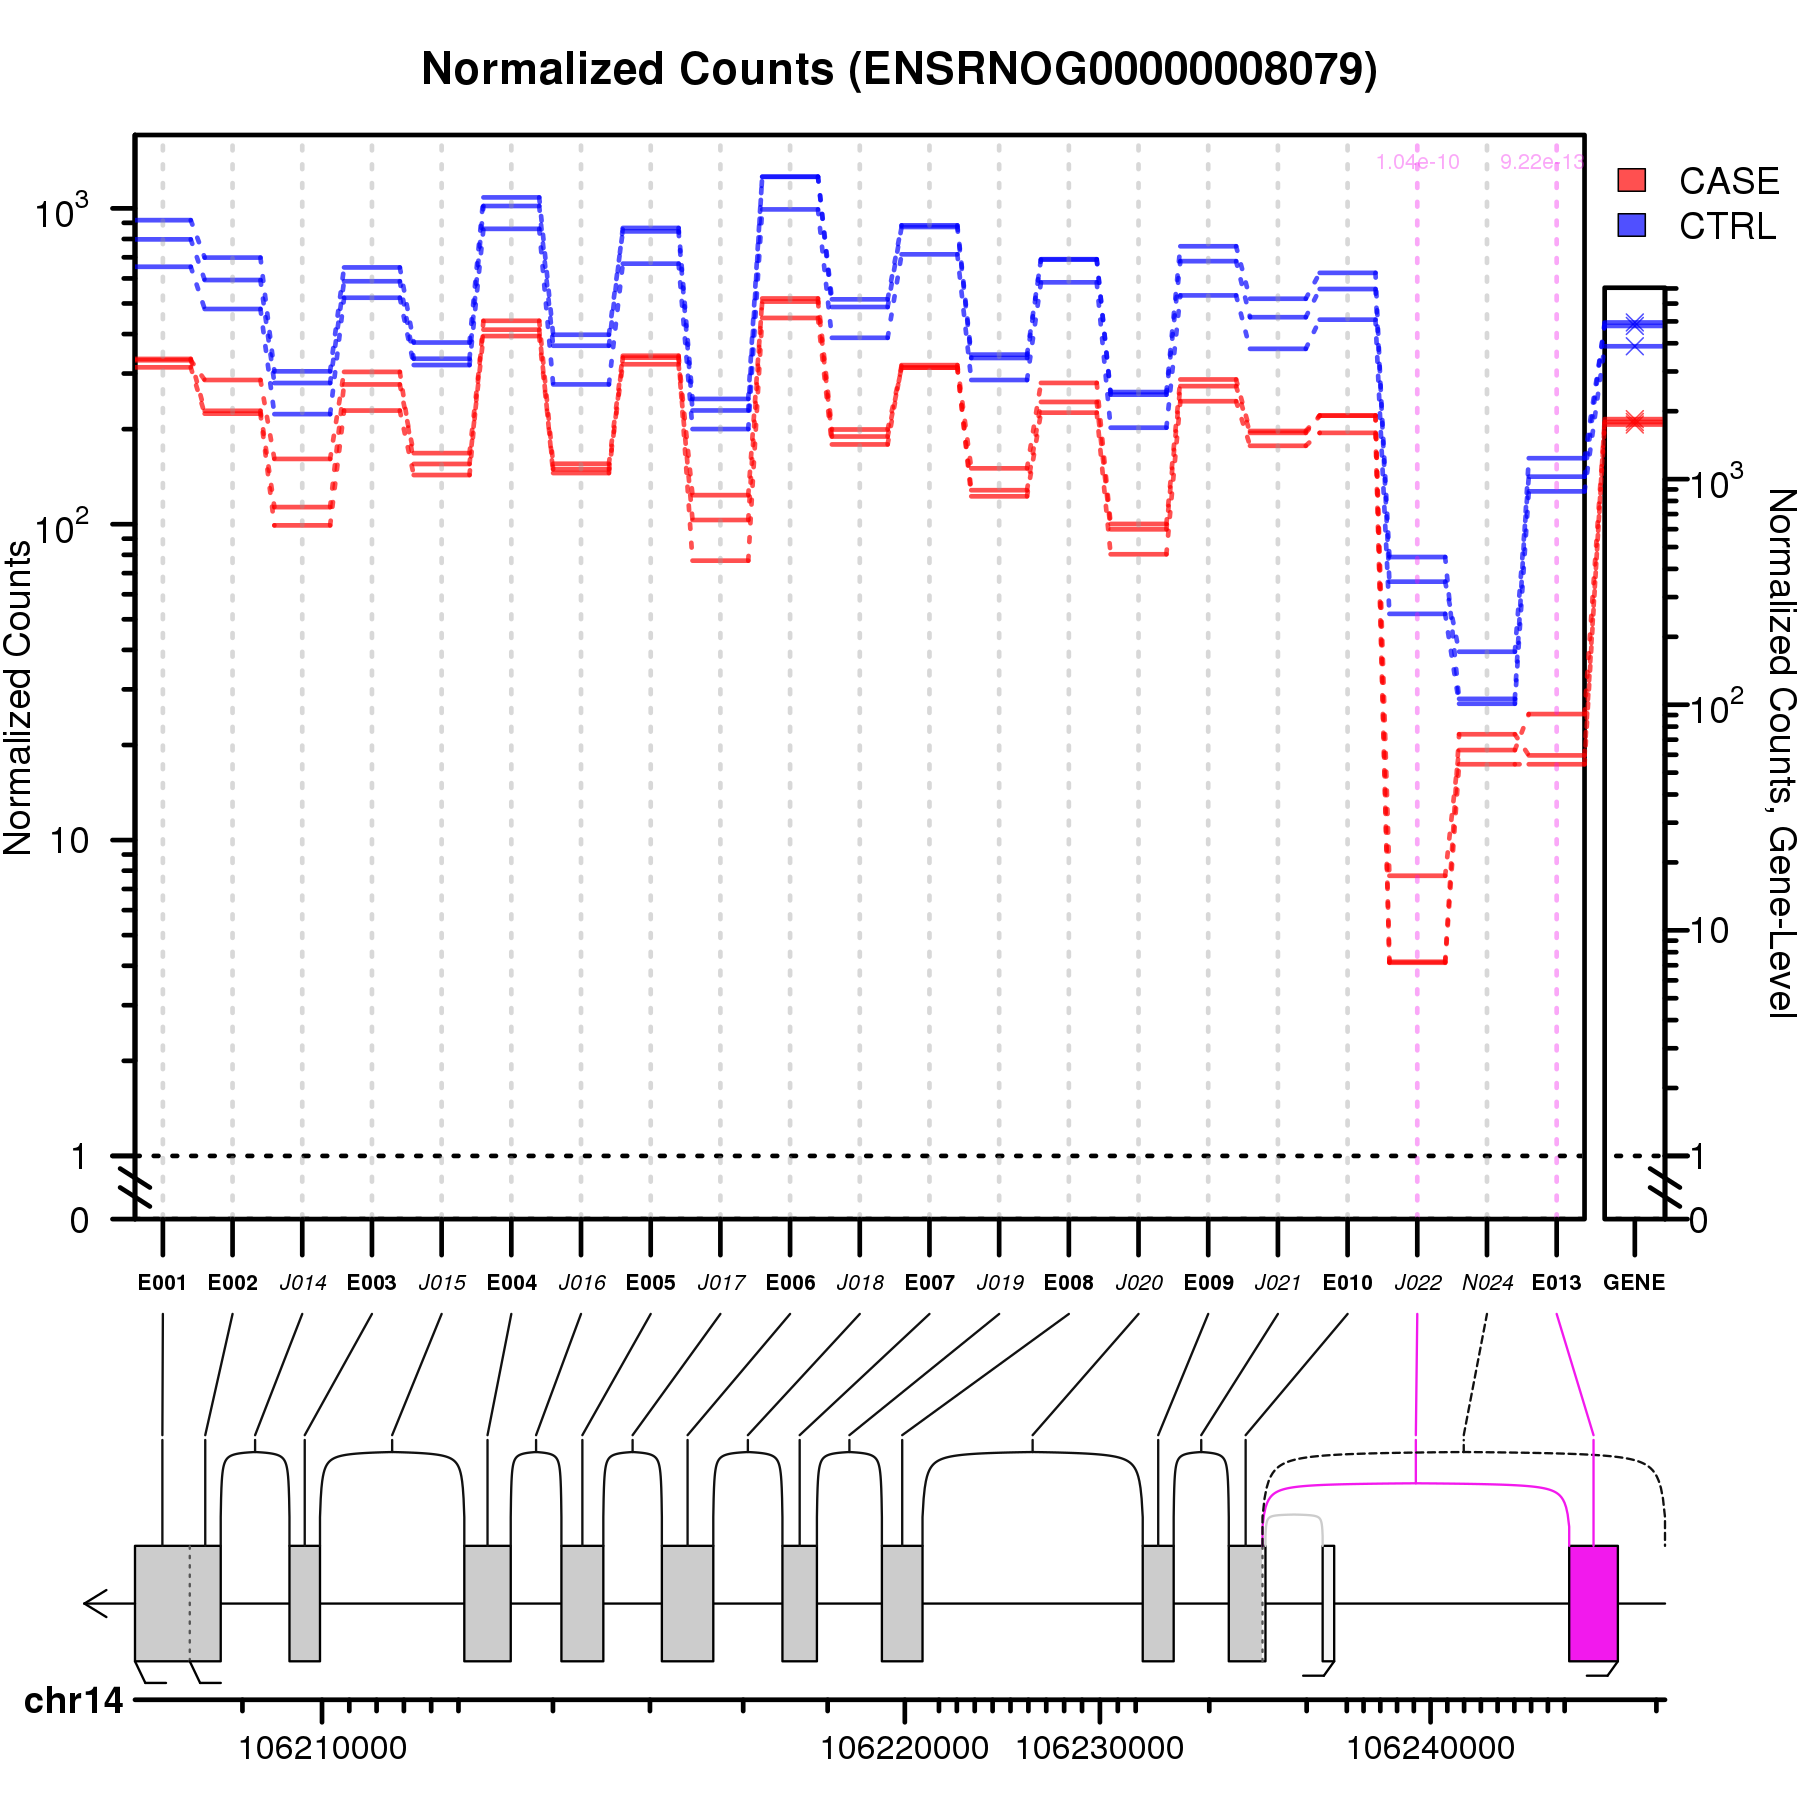 Normalized Counts (ENSRNOG00000008079)
1.04e-10 9.22e-13
CASE
CTRL
Normalized Counts
10³
10²
10
1
0
10³
10²
10
1
0
Normalized Counts, Gene-Level
E001 E002 J014 E003 J015 E004 J016 E005 J017 E006 J018 E007 J019 E008 J020 E009 J021 E010 J022 N024 E013 GENE
chr14
106210000 106220000 106230000 106240000